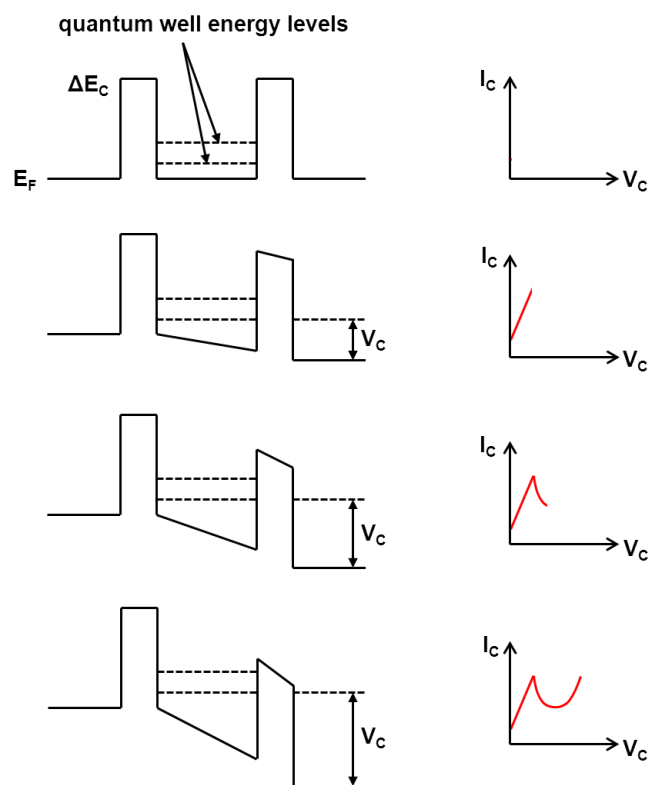 quantum well energy levels
ΔE_C
I_C
E_F
V_C
I_C
V_C
V_C
I_C
V_C
V_C
I_C
V_C
V_C